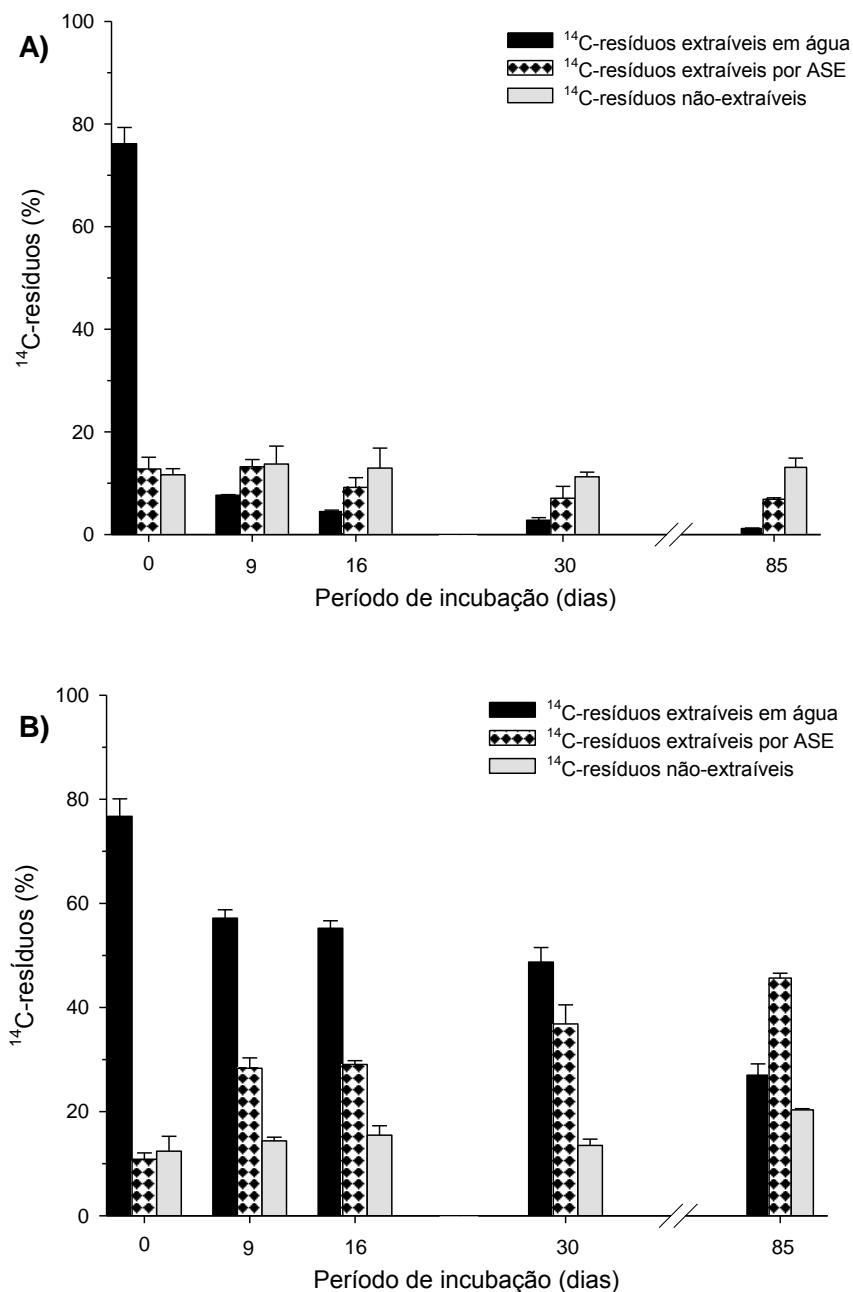 A)
¹⁴C-resíduos extraíveis em água
¹⁴C-resíduos extraíveis por ASE
¹⁴C-resíduos não-extraíveis
¹⁴C-resíduos (%)
100
80
60
40
20
0
0 9 16 30 85
Período de incubação (dias)
B)
¹⁴C-resíduos extraíveis em água
¹⁴C-resíduos extraíveis por ASE
¹⁴C-resíduos não-extraíveis
¹⁴C-resíduos (%)
100
80
60
40
20
0
0 9 16 30 85
Período de incubação (dias)